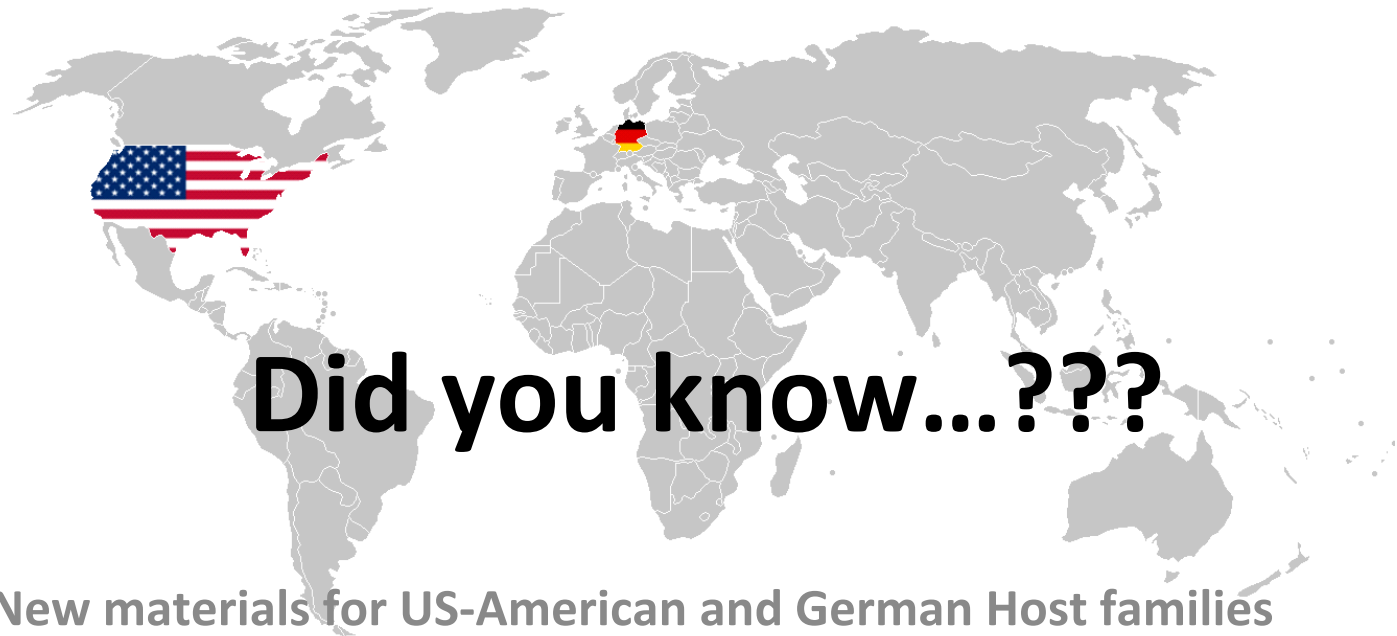 Did you know…???
New materials for US-American and German Host families